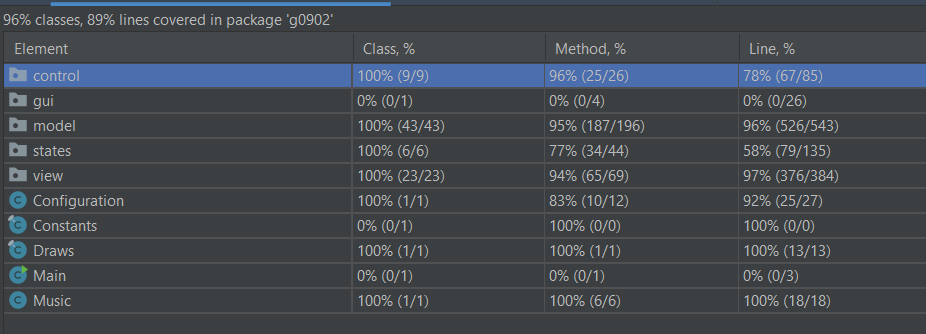 96% classes, 89% lines covered in package 'g0902'
Element Class, % Method, % Line, %
control 100% (9/9) 96% (25/26) 78% (67/85)
gui 0% (0/1) 0% (0/4) 0% (0/26)
model 100% (43/43) 95% (187/196) 96% (526/543)
states 100% (6/6) 77% (34/44) 58% (79/135)
view 100% (23/23) 94% (65/69) 97% (376/384)
C Configuration 100% (1/1) 83% (10/12) 92% (25/27)
C Constants 0% (0/1) 100% (0/0) 100% (0/0)
C Draws 100% (1/1) 100% (1/1) 100% (13/13)
C Main 0% (0/1) 0% (0/1) 0% (0/3)
C Music 100% (1/1) 100% (6/6) 100% (18/18)